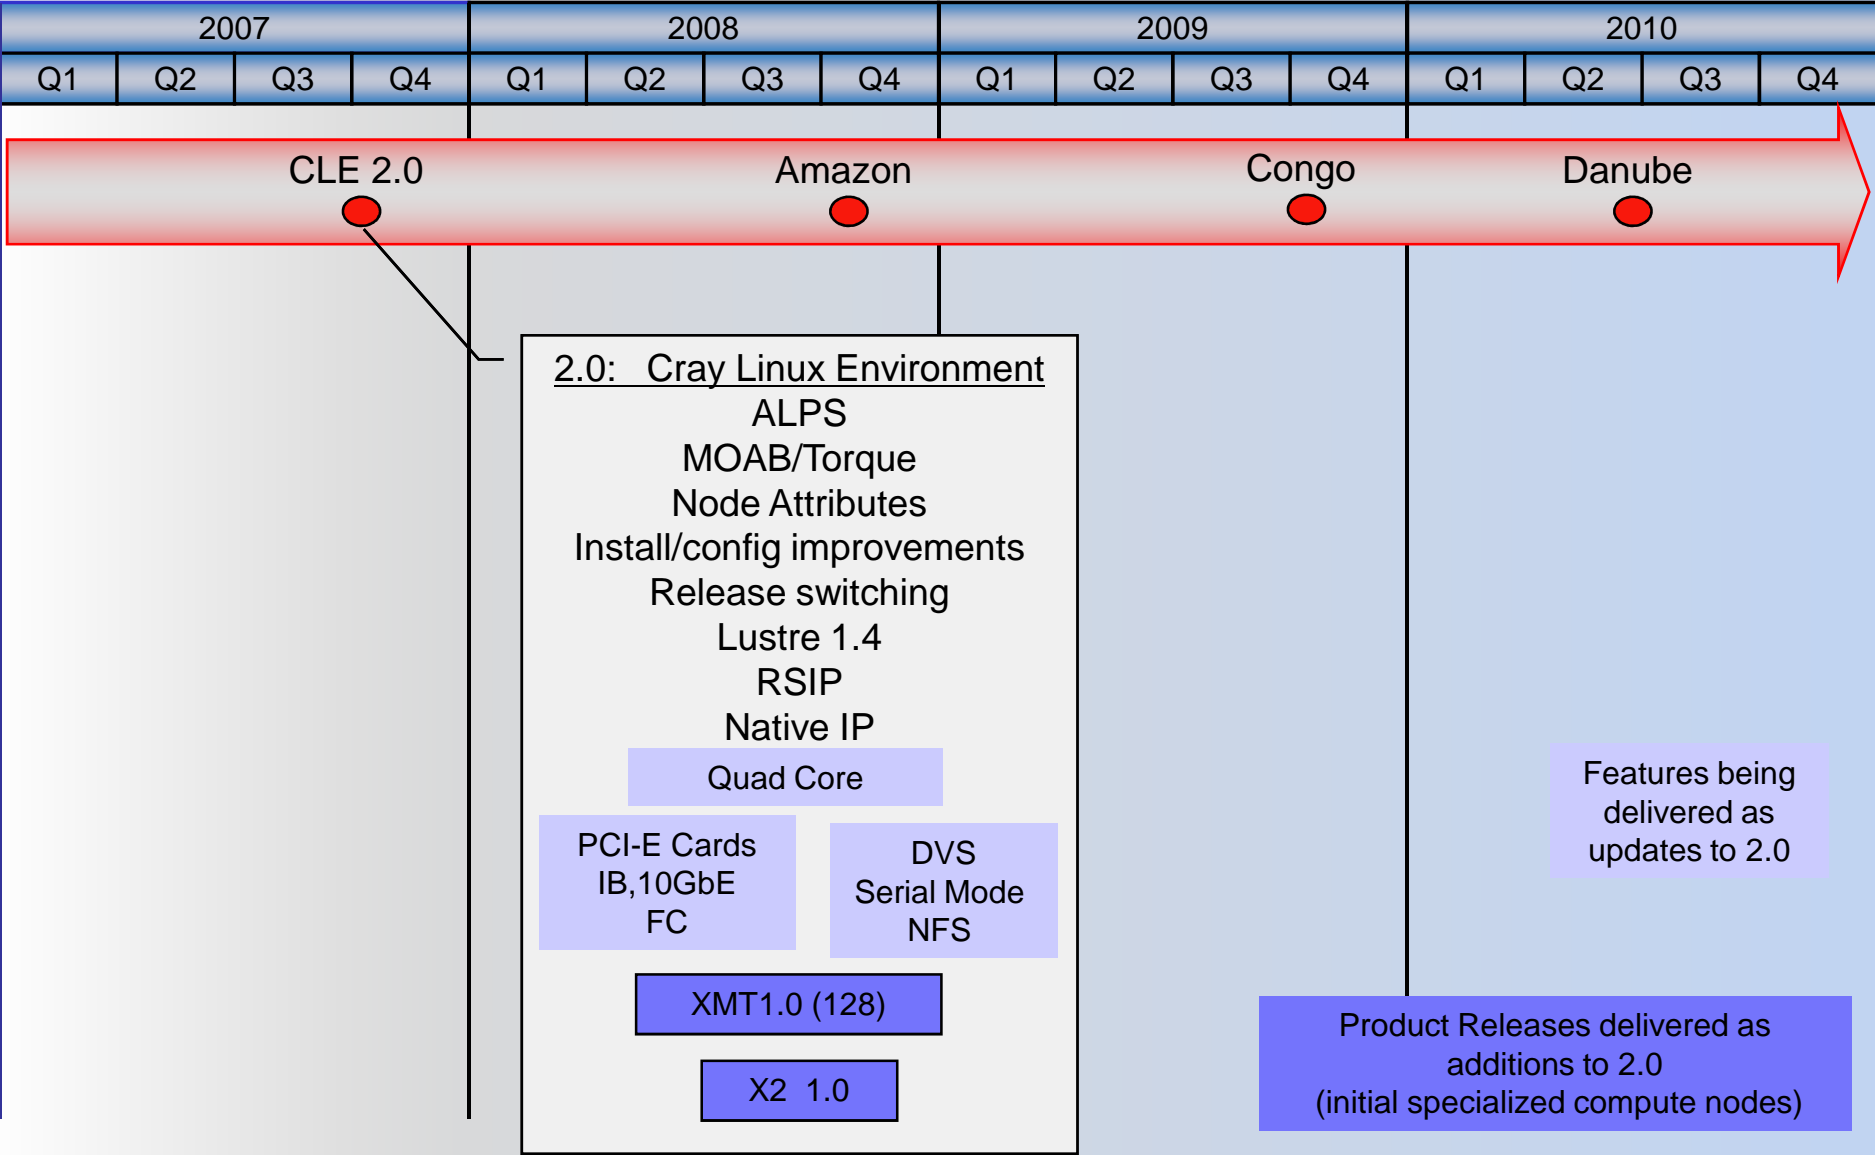 2007 2008 2009 2010
Q1 Q2 Q3 Q4 Q1 Q2 Q3 Q4 Q1 Q2 Q3 Q4 Q1 Q2 Q3 Q4
CLE 2.0 Amazon Congo Danube
2.0: Cray Linux Environment
ALPS
MOAB/Torque
Node Attributes
Install/config improvements
Release switching
Lustre 1.4
RSIP
Native IP
Quad Core
PCI-E Cards
IB,10GbE
FC
DVS
Serial Mode
NFS
XMT1.0 (128)
X2 1.0
Features being
delivered as
updates to 2.0
Product Releases delivered as
additions to 2.0
(initial specialized compute nodes)